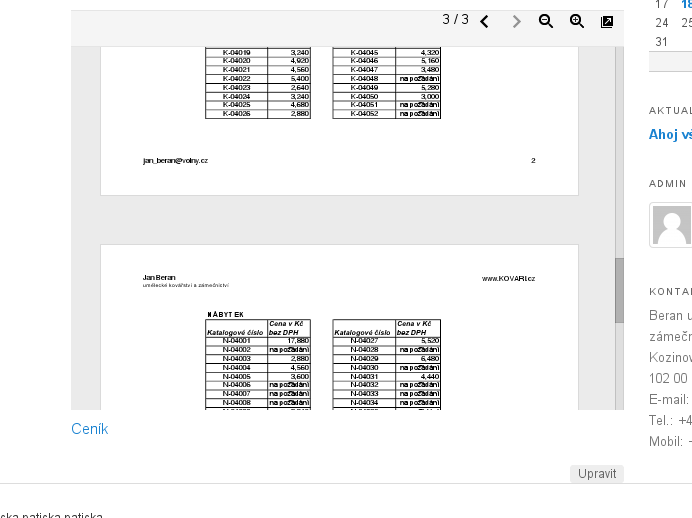 3 / 3
17 18
24 25
31
K-04019 3,240 K-04045 4,320
K-04020 4,920 K-04046 5,160
K-04021 4,560 K-04047 3,480
K-04022 5,400 K-04048 na požádání
K-04023 2,640 K-04049 5,280
K-04024 3,240 K-04050 3,000
K-04025 4,680 K-04051 na požádání
K-04026 2,880 K-04052 na požádání
jan_beran@volny.cz 2
Jan Beran www.KOVARI.cz
umělecké kovářství a zámečnictví
NÁBYTEK
Katalogové číslo Cena v Kč bez DPH Katalogové číslo Cena v Kč bez DPH
N-04001 17,880 N-04027 5,520
N-04002 na požádání N-04028 na požádání
N-04003 2,880 N-04029 6,480
N-04004 4,560 N-04030 na požádání
N-04005 3,600 N-04031 4,440
N-04006 na požádání N-04032 na požádání
N-04007 na požádání N-04033 na požádání
N-04008 na požádání N-04034 na požádání
Ceník
Upravit
AKTUAL
Ahoj vš
ADMIN
KONTA
Beran u
zámečn
Kozinov
102 00
E-mail:
Tel.: +4
Mobil:
ska patiska patiska